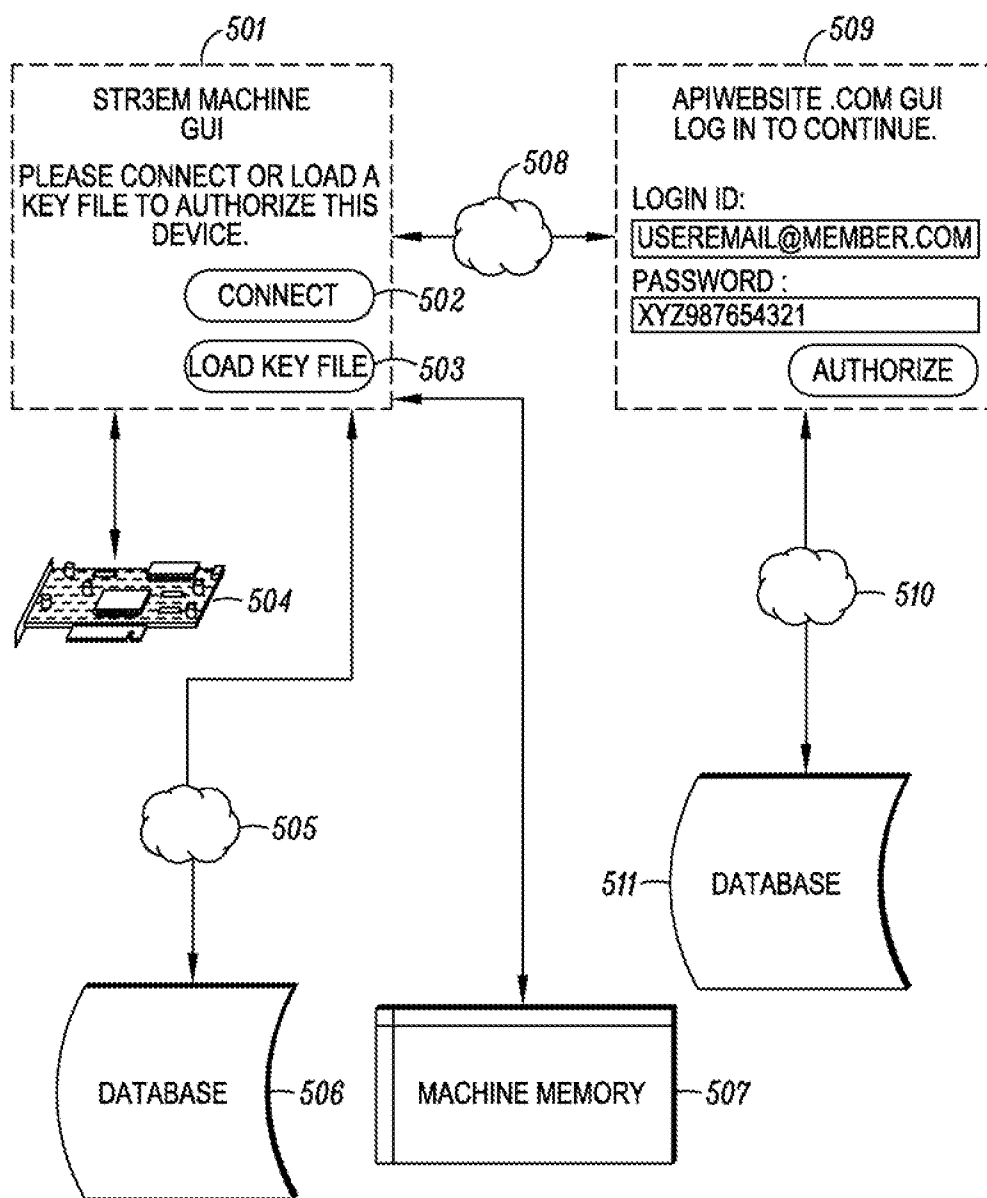 501
STR3EM MACHINE
GUI
PLEASE CONNECT OR LOAD A
KEY FILE TO AUTHORIZE THIS
DEVICE.
CONNECT
502
LOAD KEY FILE
503
508
509
APIWEBSITE .COM GUI
LOG IN TO CONTINUE.
LOGIN ID:
USEREMAIL@MEMBER.COM
PASSWORD :
XYZ987654321
AUTHORIZE
504
510
505
511
DATABASE
DATABASE
506
MACHINE MEMORY
507